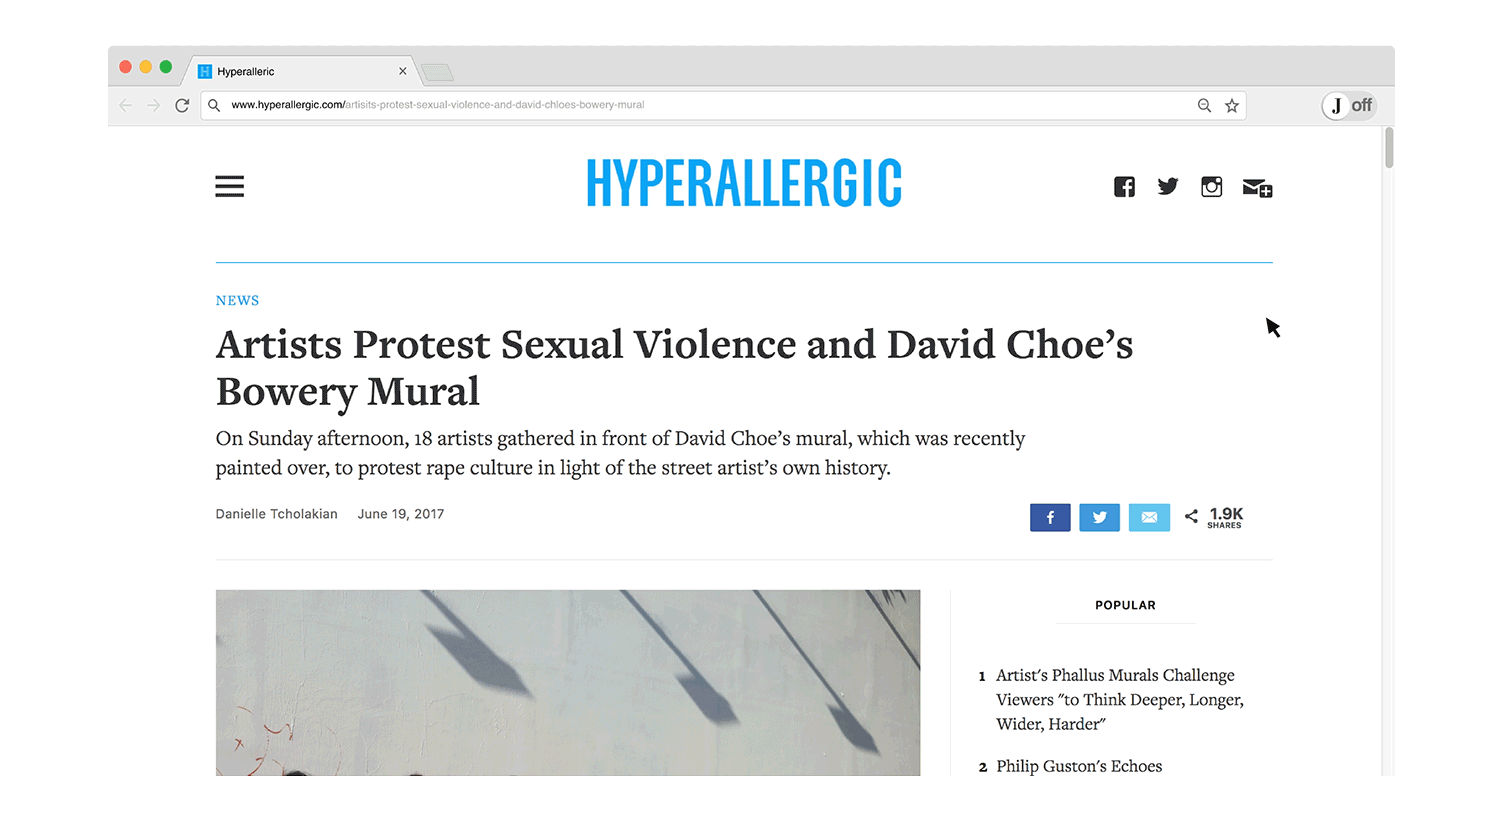 Hyperalleric
www.hyperallergic.com/artisits-protest-sexual-violence-and-david-chloes-bowery-mural
J off
HYPERALLERGIC
NEWS
Artists Protest Sexual Violence and David Choe’s
Bowery Mural
On Sunday afternoon, 18 artists gathered in front of David Choe’s mural, which was recently
painted over, to protest rape culture in light of the street artist’s own history.
Danielle Tcholakian June 19, 2017
1.9K
SHARES
POPULAR
1 Artist's Phallus Murals Challenge
Viewers "to Think Deeper, Longer,
Wider, Harder"
2 Philip Guston's Echoes